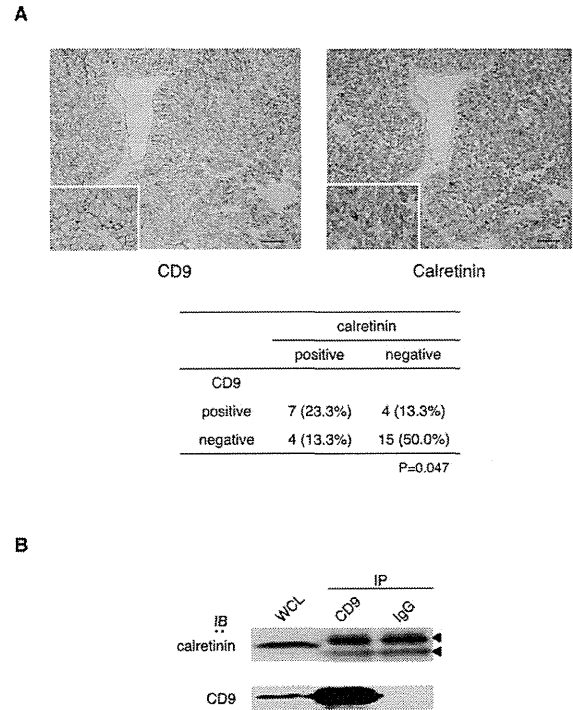 A
CD9 Calretinin
calretinin
positive negative
CD9
positive 7 (23.3%) 4 (13.3%)
negative 4 (13.3%) 15 (50.0%)
P=0.047
B
IP
IB WCL CD9 IgG
calretinin
CD9